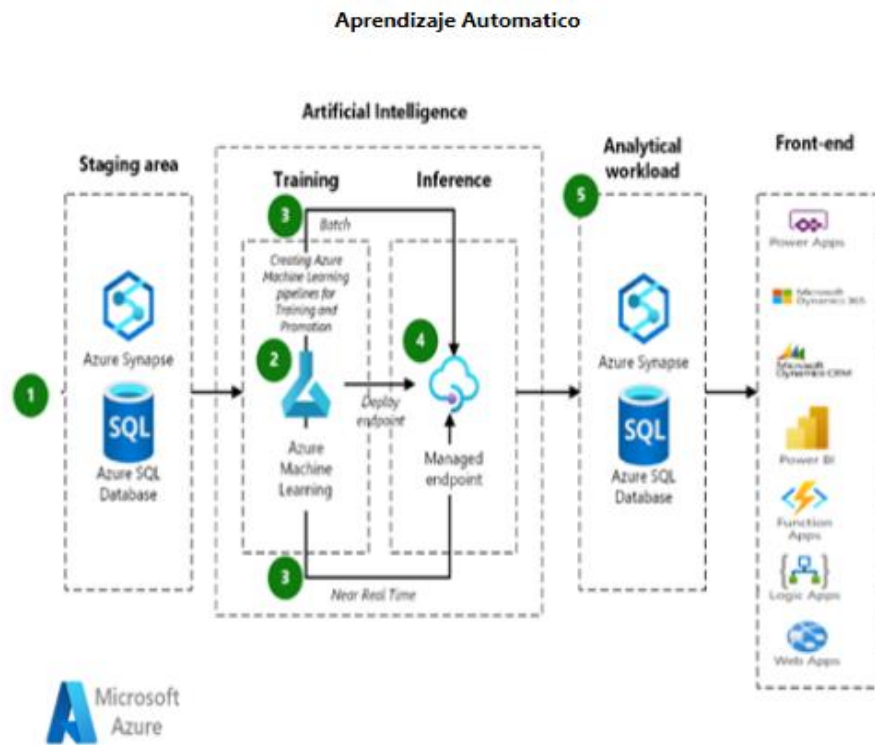 Aprendizaje Automatico
Artificial Intelligence
Staging area
Training
Inference
Analytical
workload
Front-end
1
Azure Synapse
SQL
Azure SQL
Database
3
Batch
Creating Azure
Machine Learning
pipelines for
Training and
Promotion
2
Azure
Machine
Learning
Deploy
endpoint
4
Managed
endpoint
3
Near Real Time
5
Azure Synapse
SQL
Azure SQL
Database
Power Apps
Microsoft
Dynamics 365
Microsoft
Dynamics CRM
Power BI
Function
Apps
Logic Apps
Web Apps
Microsoft
Azure